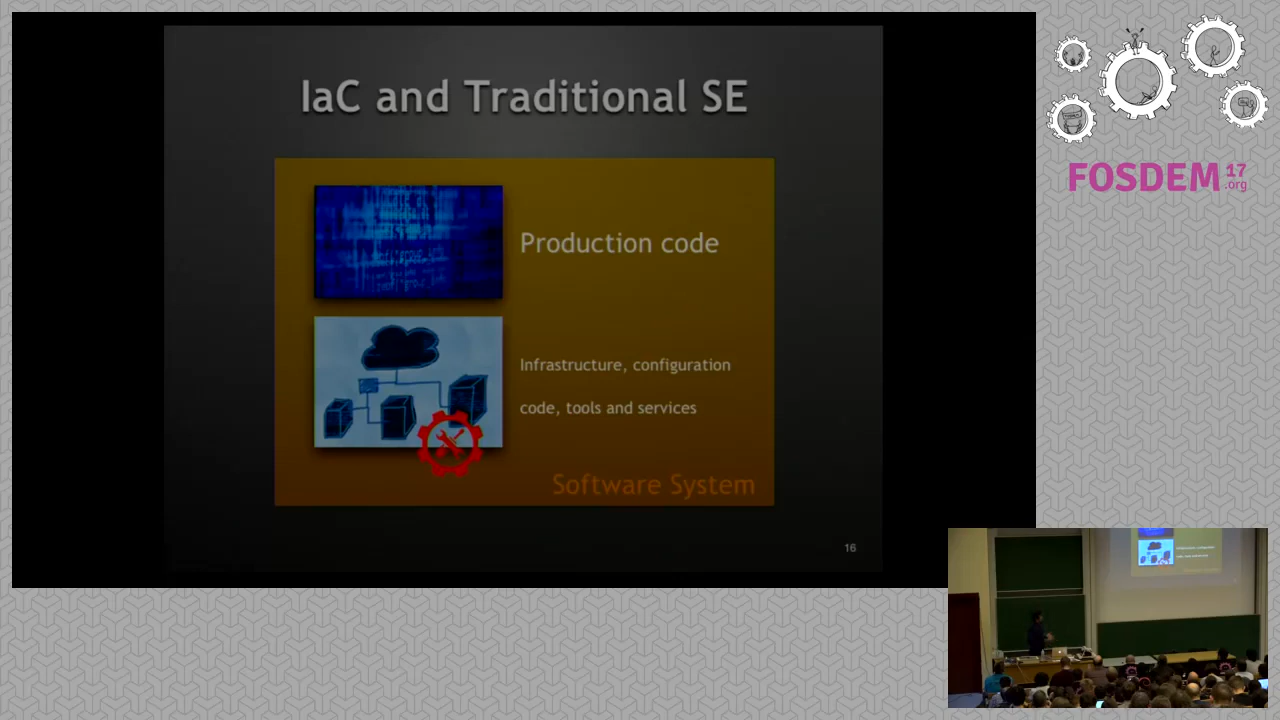 IaC and Traditional SE
Production code
Infrastructure, configuration
code, tools and services
Software System
16
FOSDEM 17
.org